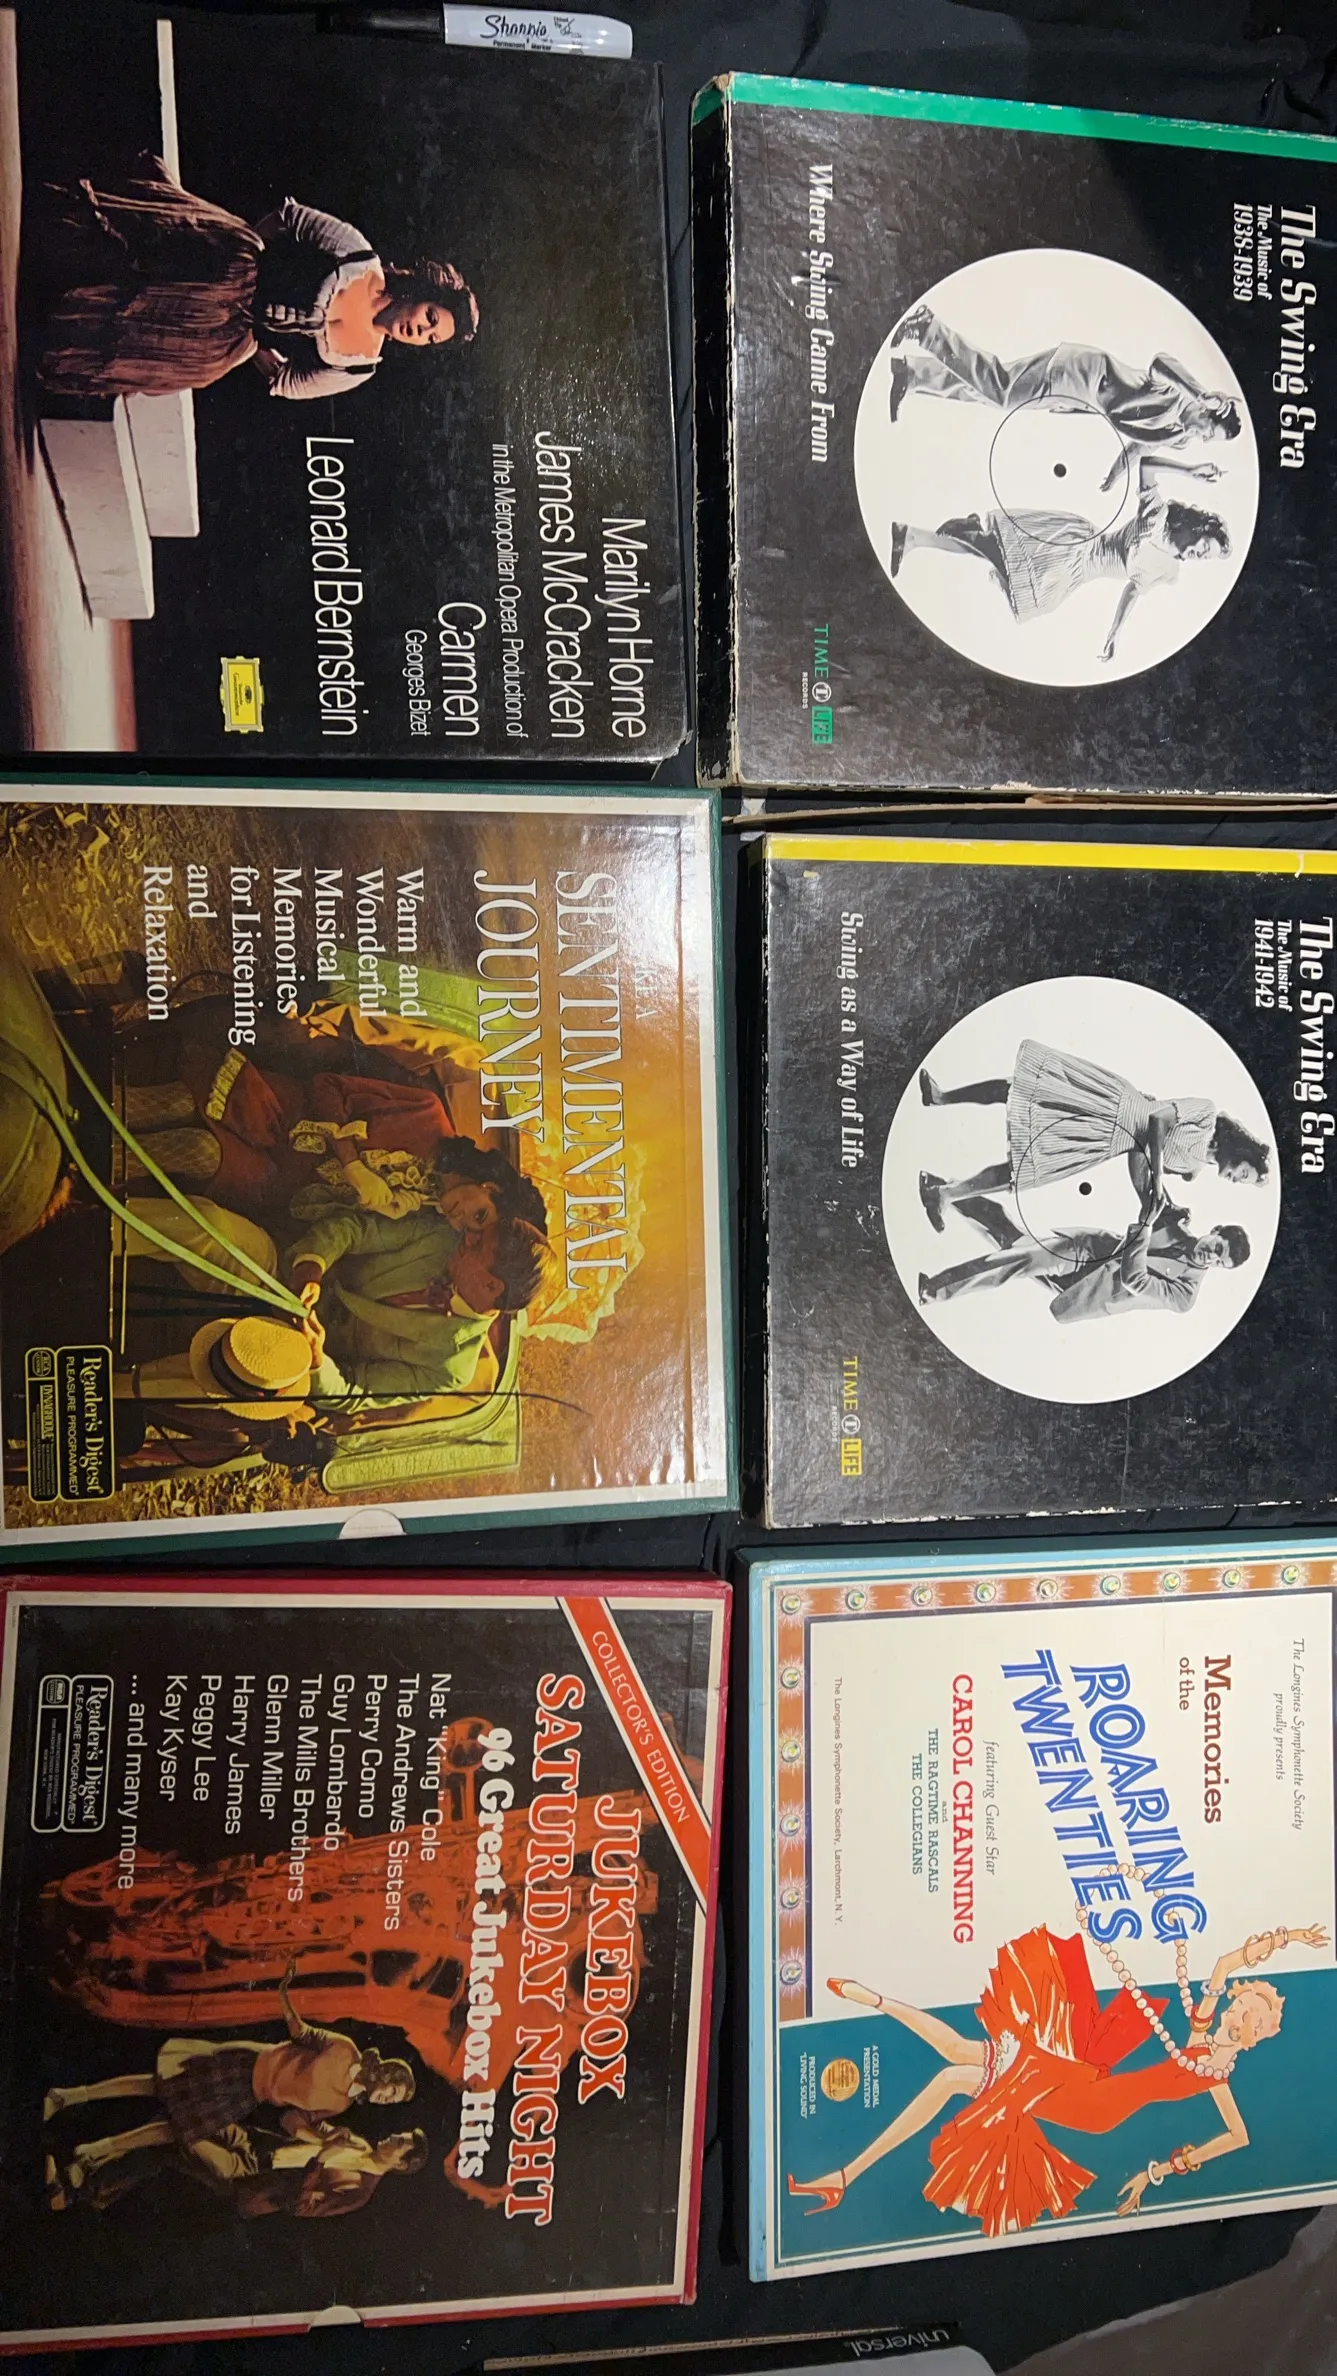 Sharpie
Permanent Marker
Marilyn Horne
James McCracken
in the Metropolitan Opera Production of
Carmen
Georges Bizet
Leonard Bernstein
Deutsche
Grammophon
The Swing Era
The Music of
1938-1939
Where Swing Came From
TIME LIFE
RECORDS
SENTIMENTAL
JOURNEY
Warm and
Wonderful
Musical
Memories
for Listening
and
Relaxation
Reader's Digest
PLEASURE PROGRAMMED®
RCA
DYNAGROOVE
The Swing Era
The Music of
1941-1942
Swing as a Way of Life
TIME LIFE
RECORDS
COLLECTOR'S EDITION
JUKEBOX
SATURDAY NIGHT
96 Great Jukebox Hits
Nat "King" Cole
The Andrews Sisters
Perry Como
Guy Lombardo
The Mills Brothers
Glenn Miller
Harry James
Peggy Lee
Kay Kyser
... and many more
Reader's Digest
PLEASURE PROGRAMMED®
The Longines Symphonette Society
proudly presents
Memories
of the
ROARING
TWENTIES
featuring Guest Star
CAROL CHANNING
and
THE RAGTIME RASCALS
THE COLLEGIANS
The Longines Symphonette Society, Larchmont, N.Y.
A GOLD MEDAL
PRESENTATION
PRODUCED IN
"LIVING SOUND"
universal